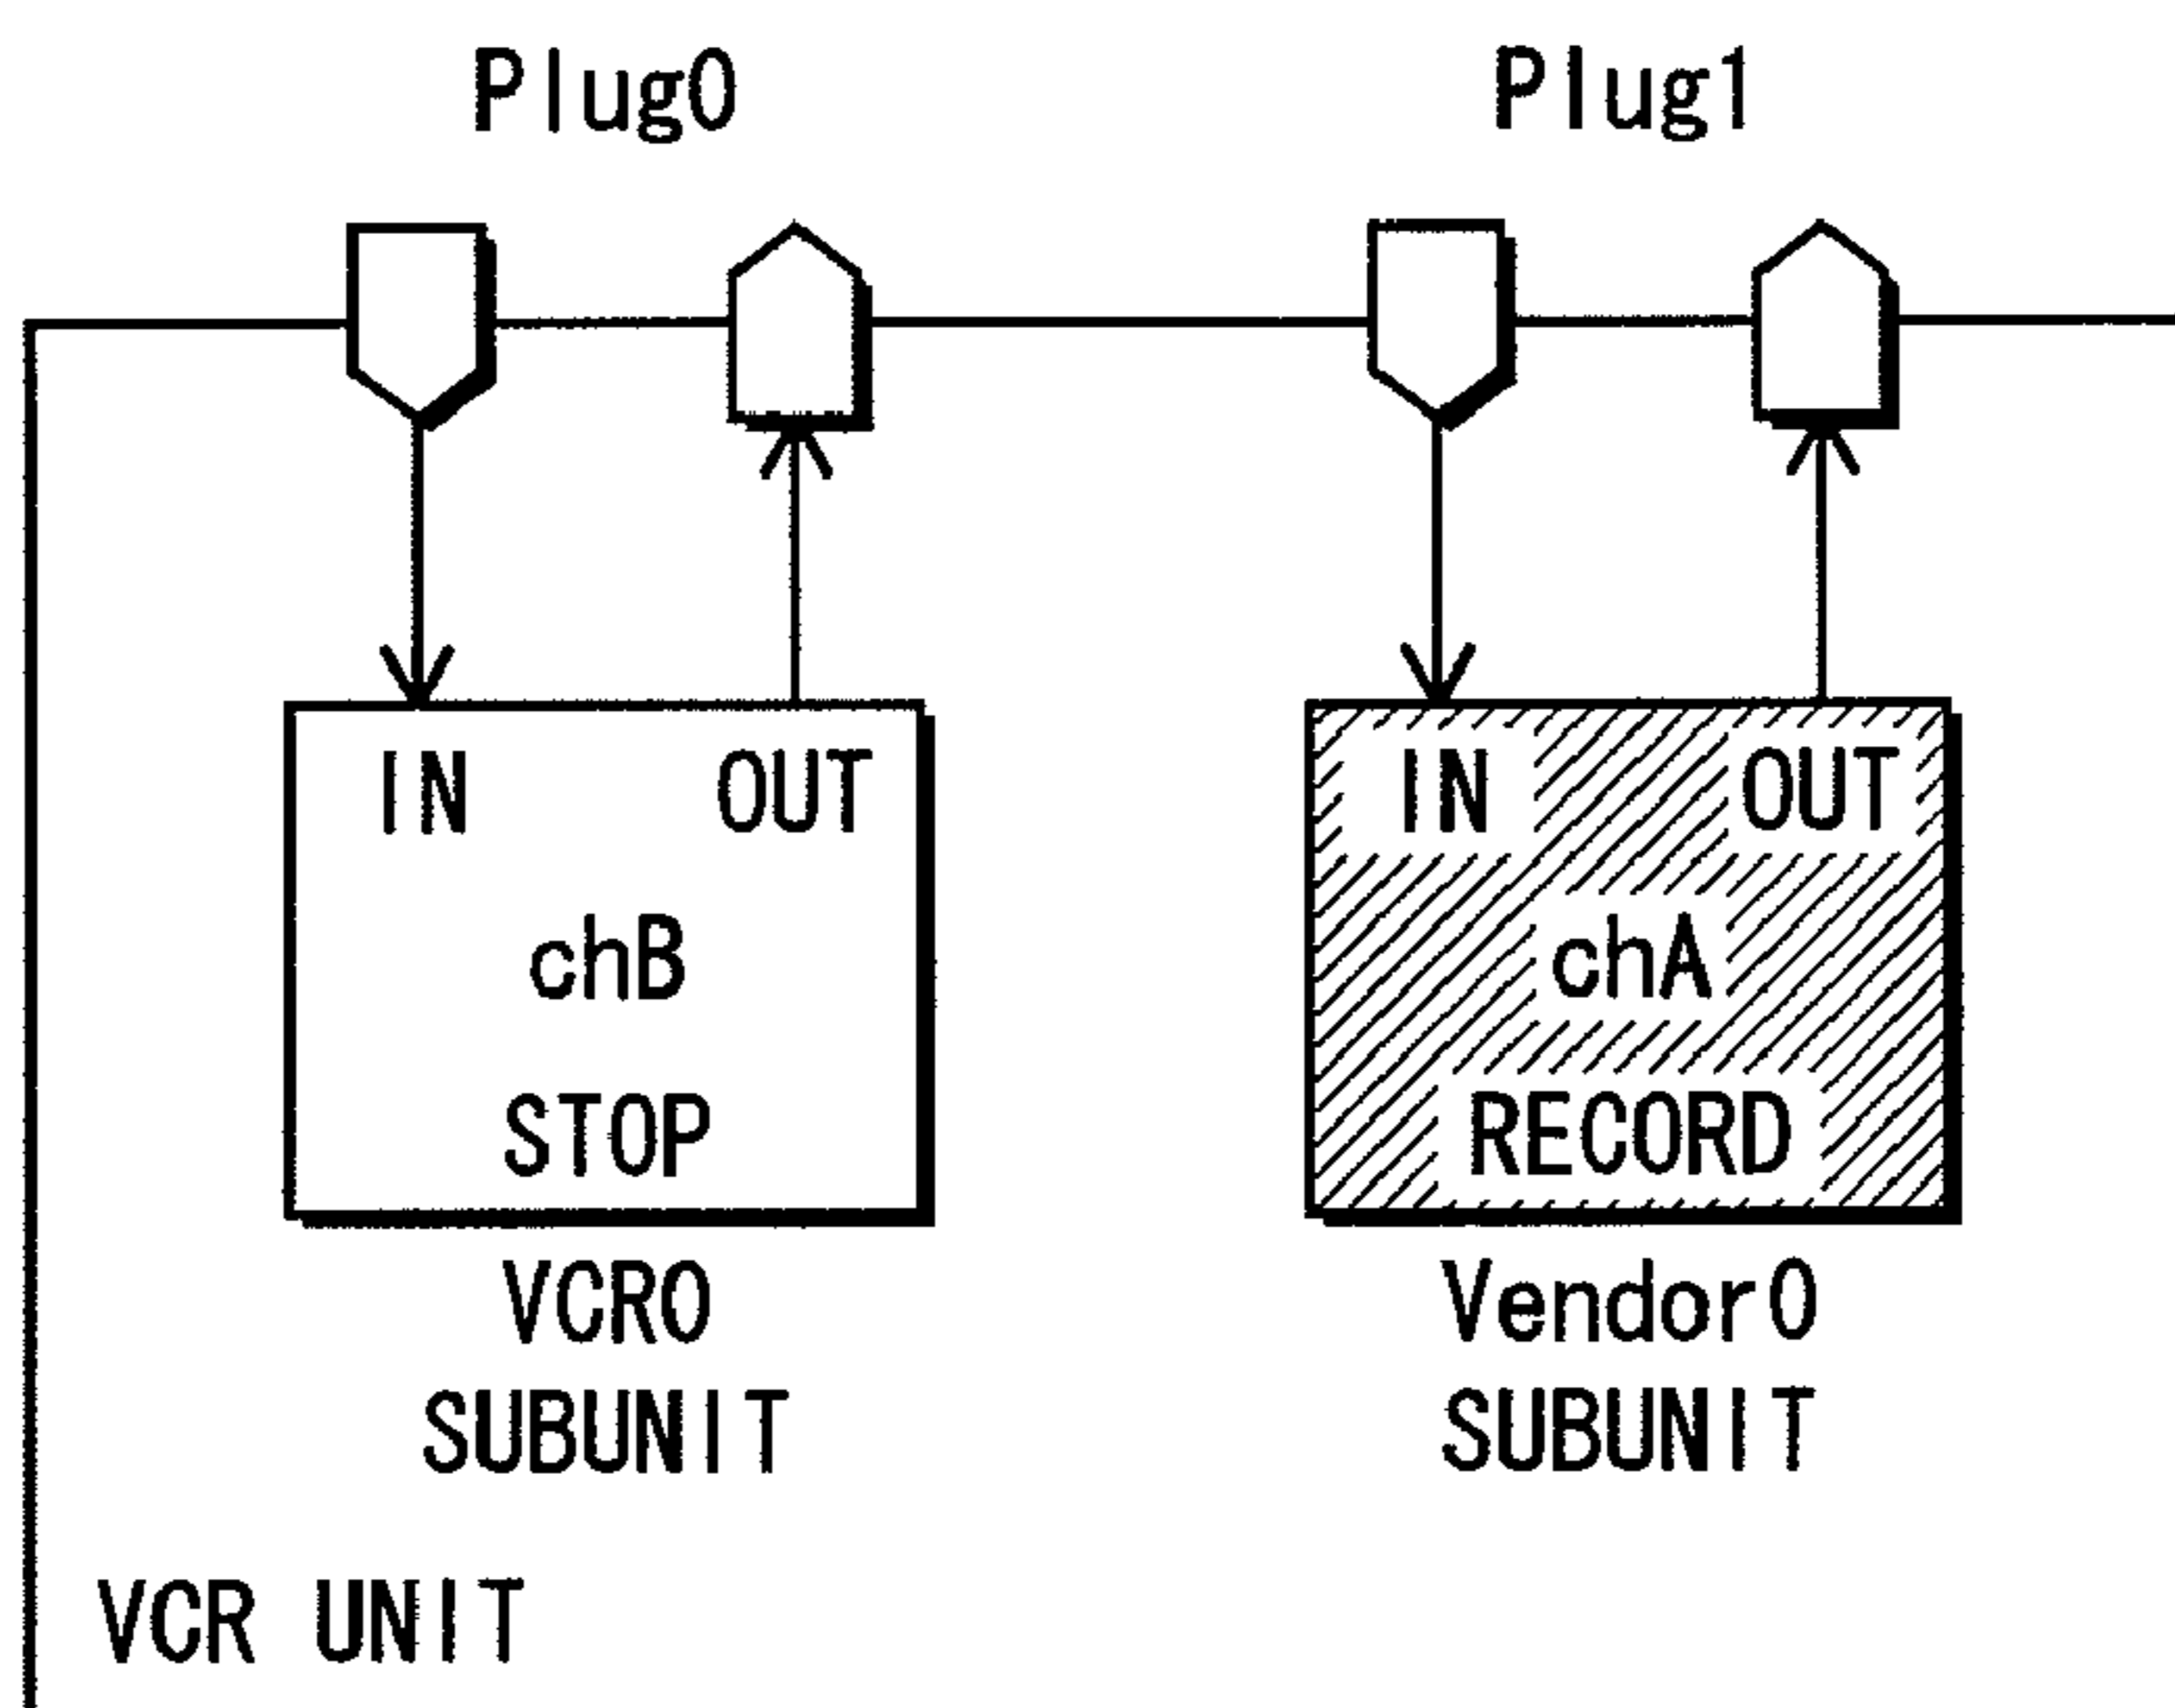 Plug0
Plug1
IN OUT
chB
STOP
VCR0
SUBUNIT
IN OUT
chA
RECORD
Vendor0
SUBUNIT
VCR UNIT